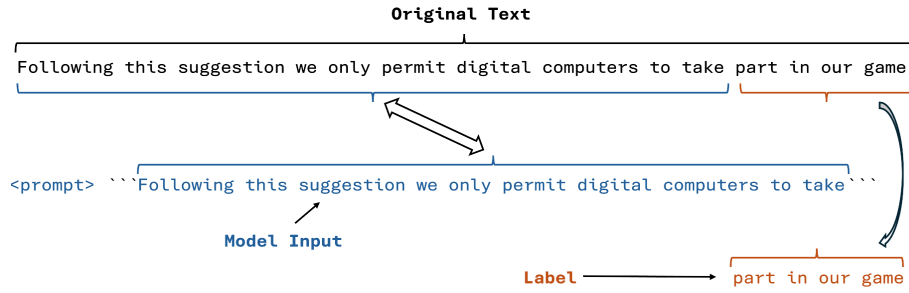 Original Text
Following this suggestion we only permit digital computers to take part in our game
<prompt> ```Following this suggestion we only permit digital computers to take```
Model Input
Label
part in our game